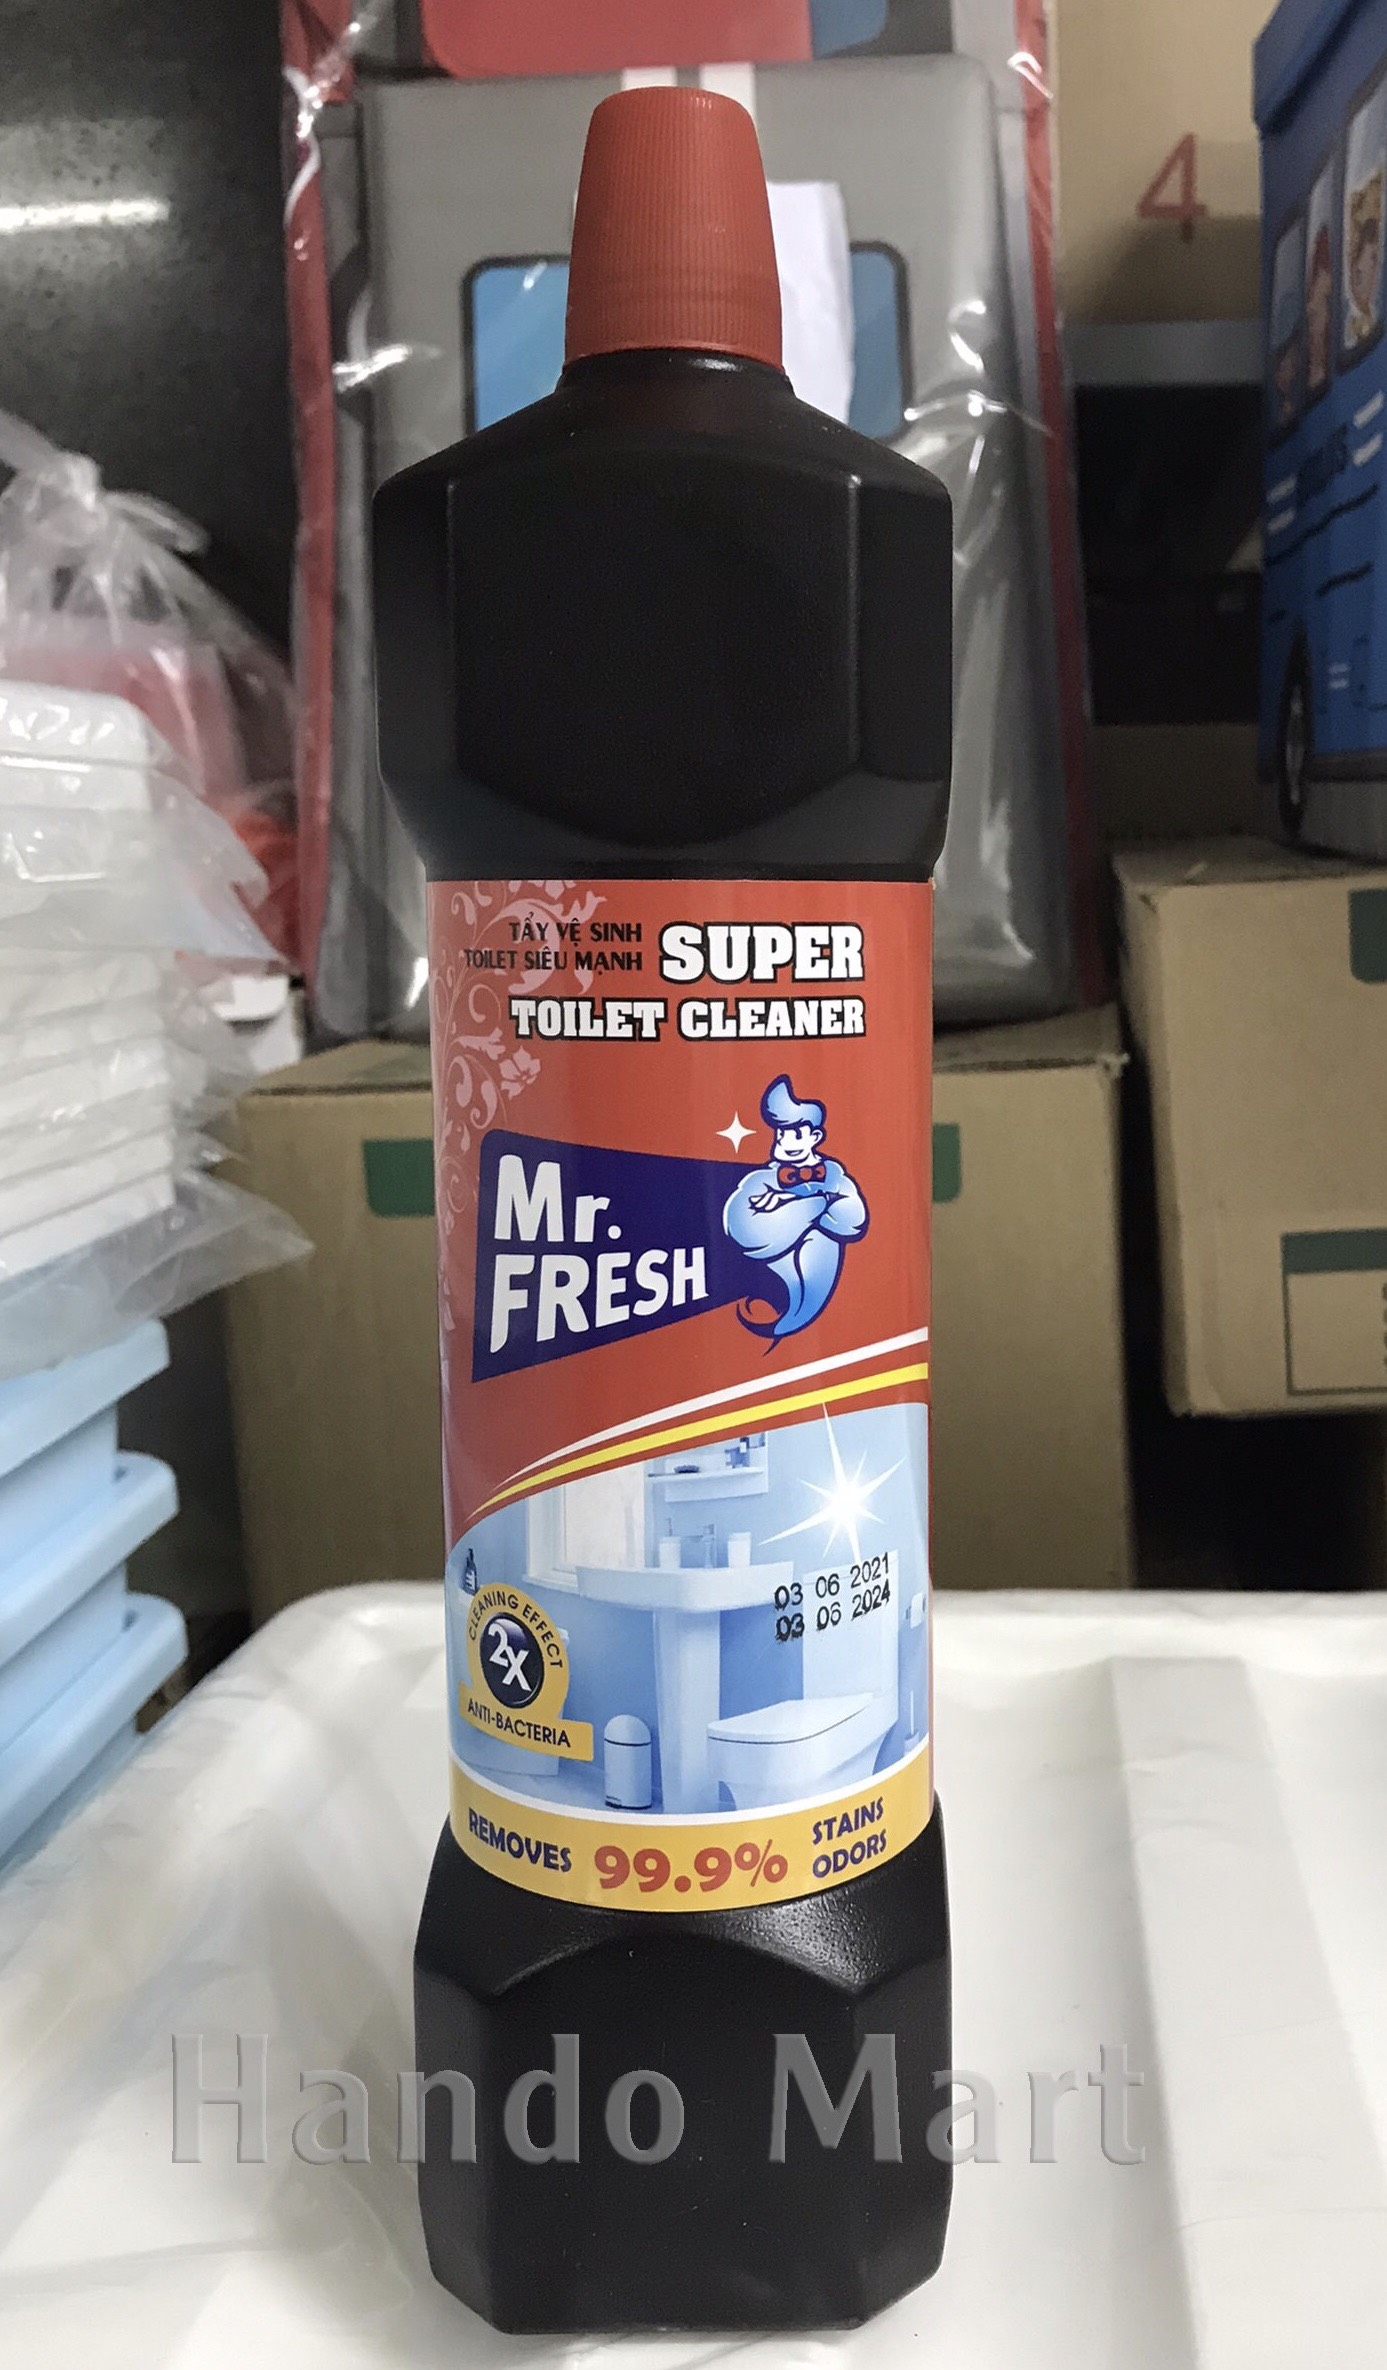 4
TẨY VỆ SINH
TOILET SIÊU MẠNH
SUPER
TOILET CLEANER
Mr.
FRESH
03 06 2021
03 06 2024
CLEANING EFFECT
2X
ANTI-BACTERIA
REMOVES 99.9% STAINS
ODORS
Hando Mart